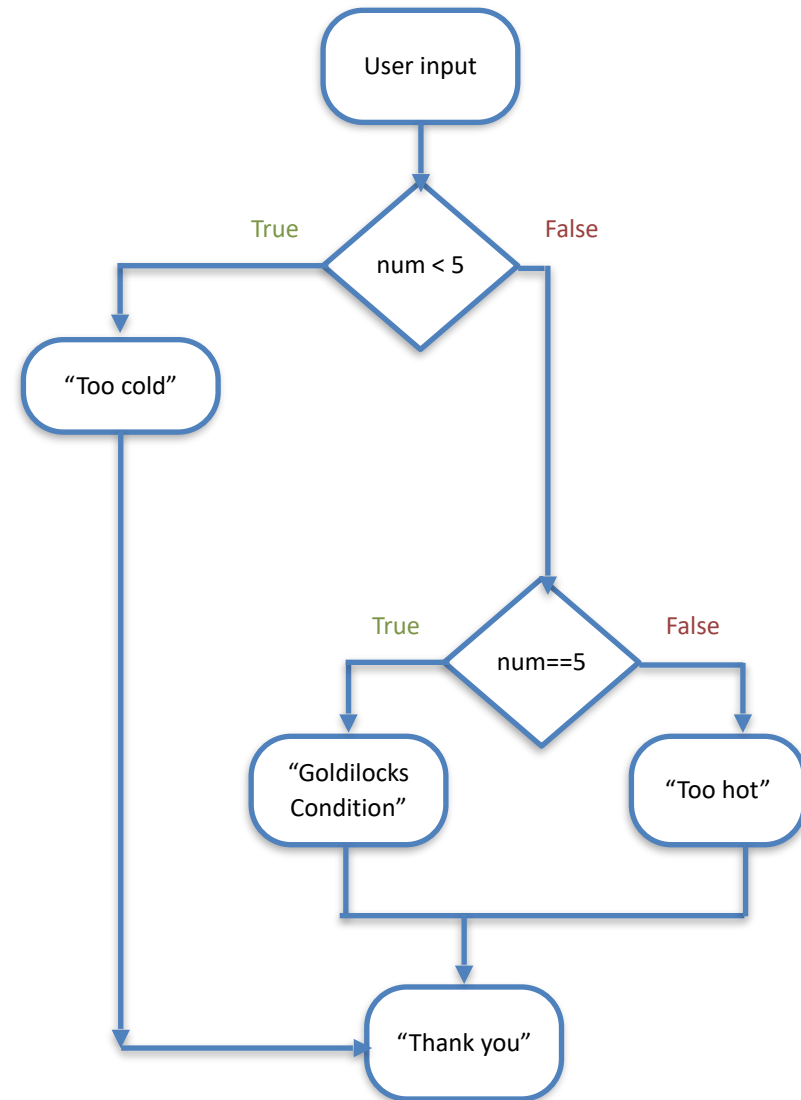 User input
True
False
num < 5
“Too cold”
True
False
num==5
“Goldilocks
Condition”
“Too hot”
“Thank you”